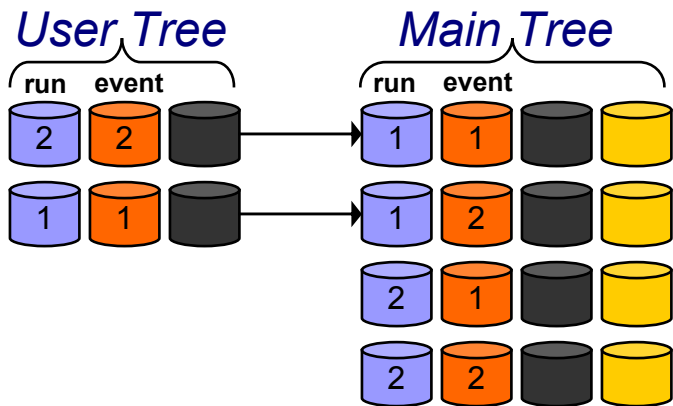 User Tree Main Tree
run event run event
2 2 1 1
1 1 1 2
2 1
2 2